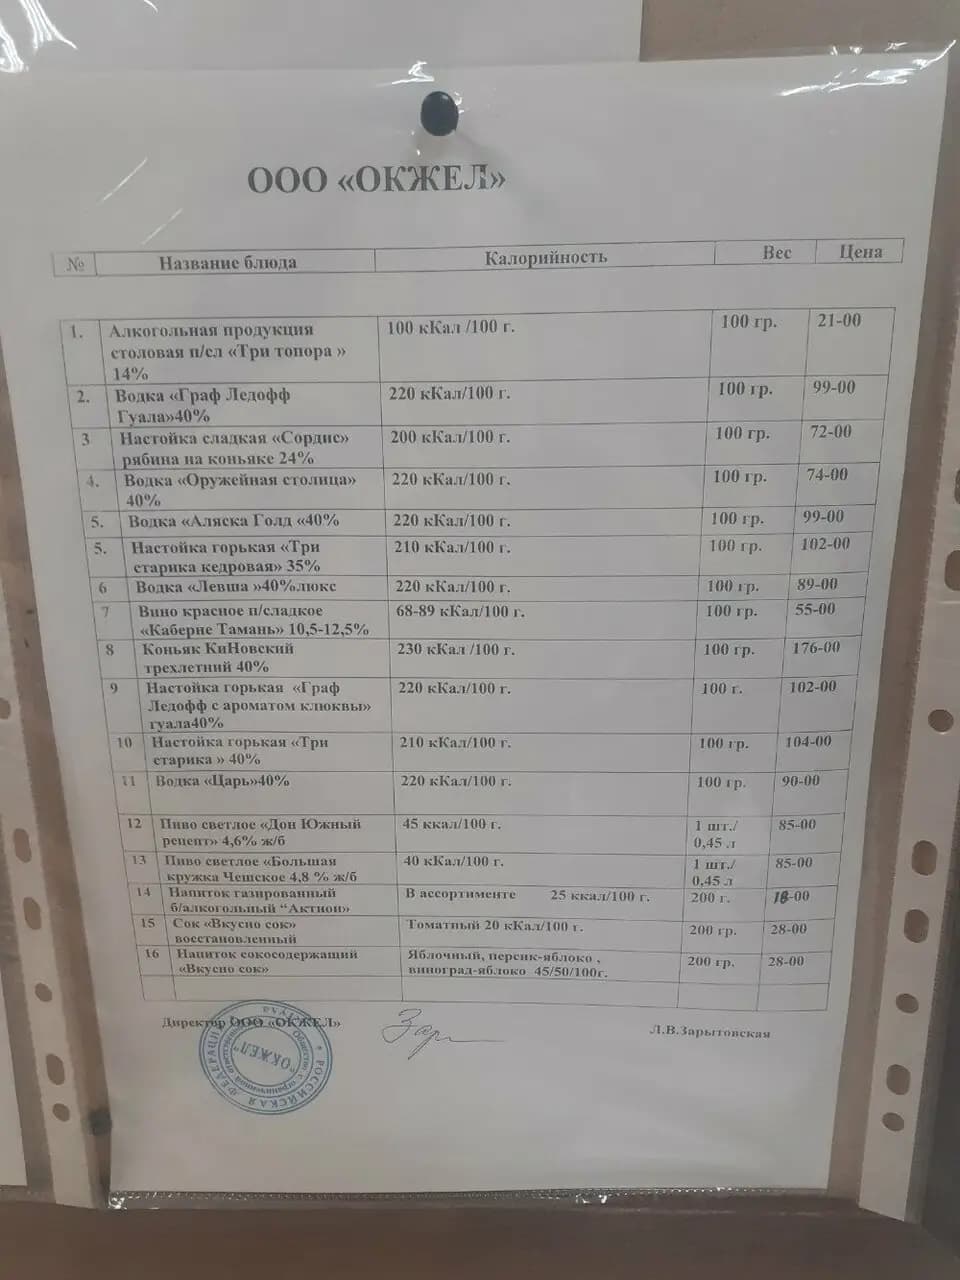 ООО «ОКЖЕЛ»
№ Название блюда Калорийность Вес Цена
1. Алкогольная продукция 100 кКал /100 г. 100 гр. 21-00
столовая п/сл «Три топора »
14%
2. Водка «Граф Ледофф 220 кКал/100 г. 100 гр. 99-00
Гуала»40%
3 Настойка сладкая «Сордис» 200 кКал/100 г. 100 гр. 72-00
рябина на коньяке 24%
4. Водка «Оружейная столица» 220 кКал/100 г. 100 гр. 74-00
40%
5. Водка «Аляска Голд «40% 220 кКал/100 г. 100 гр. 99-00
5. Настойка горькая «Три 210 кКал/100 г. 100 гр. 102-00
старика кедровая» 35%
6 Водка «Левша »40%люкс 220 кКал/100 г. 100 гр. 89-00
7 Вино красное п/сладкое 68-89 кКал/100 г. 100 гр. 55-00
«Каберне Тамань» 10,5-12,5%
8 Коньяк КиНовский 230 кКал /100 г. 100 гр. 176-00
трехлетний 40%
9 Настойка горькая «Граф 220 кКал/100 г. 100 г. 102-00
Ледофф с ароматом клюквы»
гуала40%
10 Настойка горькая «Три 210 кКал/100 г. 100 гр. 104-00
старика » 40%
11 Водка «Царь»40% 220 кКал/100 г. 100 гр. 90-00
12 Пиво светлое «Дон Южный 45 ккал/100 г. 1 шт./ 85-00
рецепт» 4,6% ж/б 0,45 л
13 Пиво светлое «Большая 40 кКал/100 г. 1 шт./ 85-00
кружка Чешское 4,8 % ж/б 0,45 л
14 Напиток газированный В ассортименте 25 ккал/100 г. 200 г. 18-00
б/алкогольный “Актион»
15 Сок «Вкусно сок» Томатный 20 кКал/100 г. 200 гр. 28-00
восстановленный
16 Напиток сокосодержащий Яблочный, персик-яблоко , 200 гр. 28-00
«Вкусно сок» виноград-яблоко 45/50/100г.
Директор ООО «ОКЖЕЛ» Зар Л.В.Зарытовская
РОССИЙСКАЯ ФЕДЕРАЦИЯ
"ОКЖЕЛ"